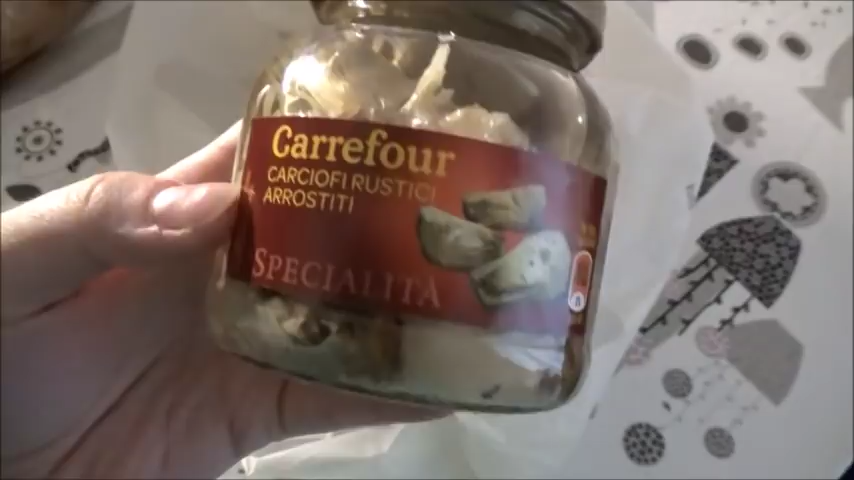 Carrefour
CARCIOFI RUSTICI
ARROSTITI
SPECIALITÀ